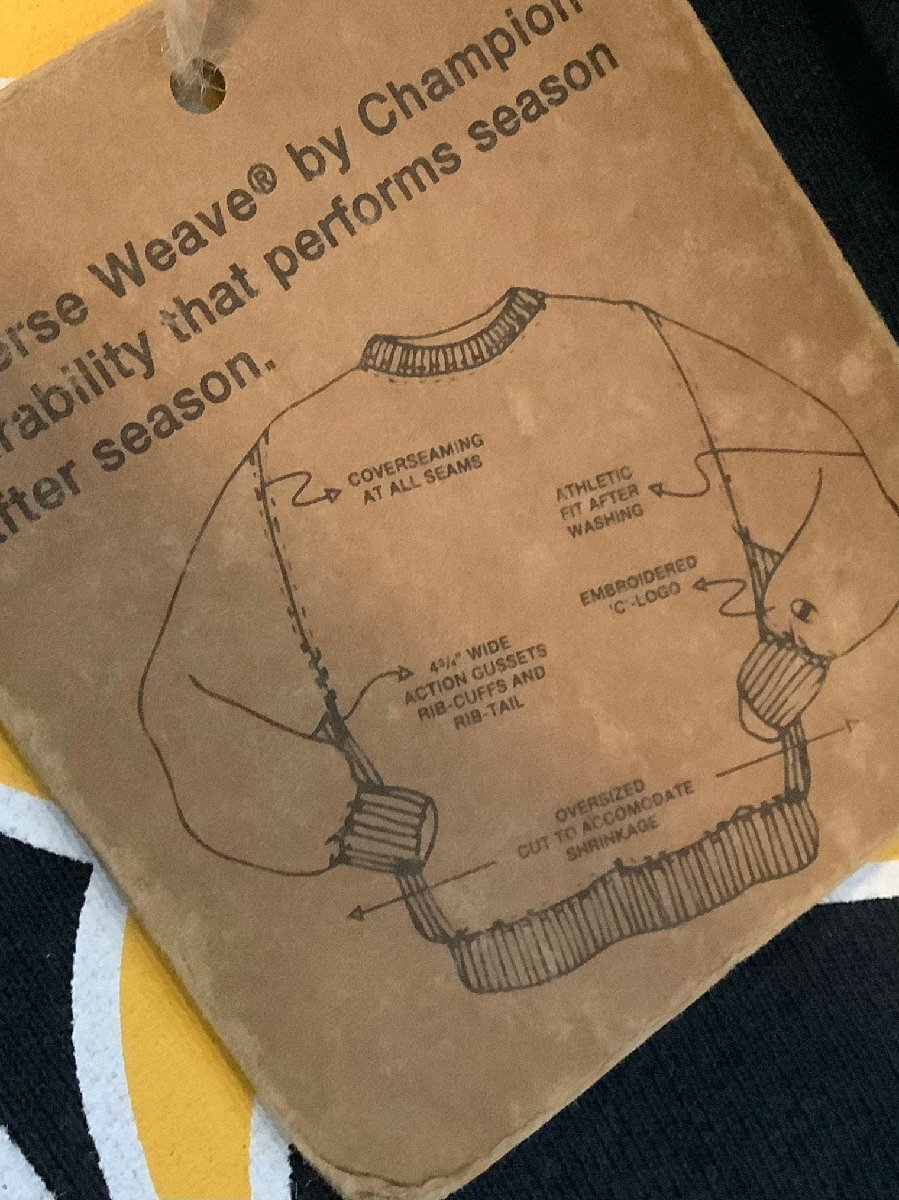 erse Weave® by Champion
rability that performs season
fter season.
COVERSEAMING
AT ALL SEAMS
ATHLETIC
FIT AFTER
WASHING
EMBROIDERED
'C'-LOGO
4¾" WIDE
ACTION GUSSETS
RIB-CUFFS AND
RIB-TAIL
OVERSIZED
CUT TO ACCOMODATE
SHRINKAGE